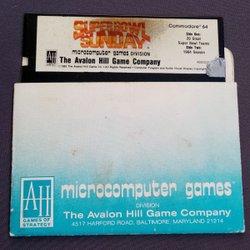 SUPERBOWL
SUNDAY
Commodore 64
Side One:
20 Great
Super Bowl Teams
Side Two:
1984 Season
microcomputer games DIVISION
The Avalon Hill Game Company
AH
GAMES OF
STRATEGY
microcomputer games
DIVISION
The Avalon Hill Game Company
4517 HARFORD ROAD, BALTIMORE, MARYLAND 21214